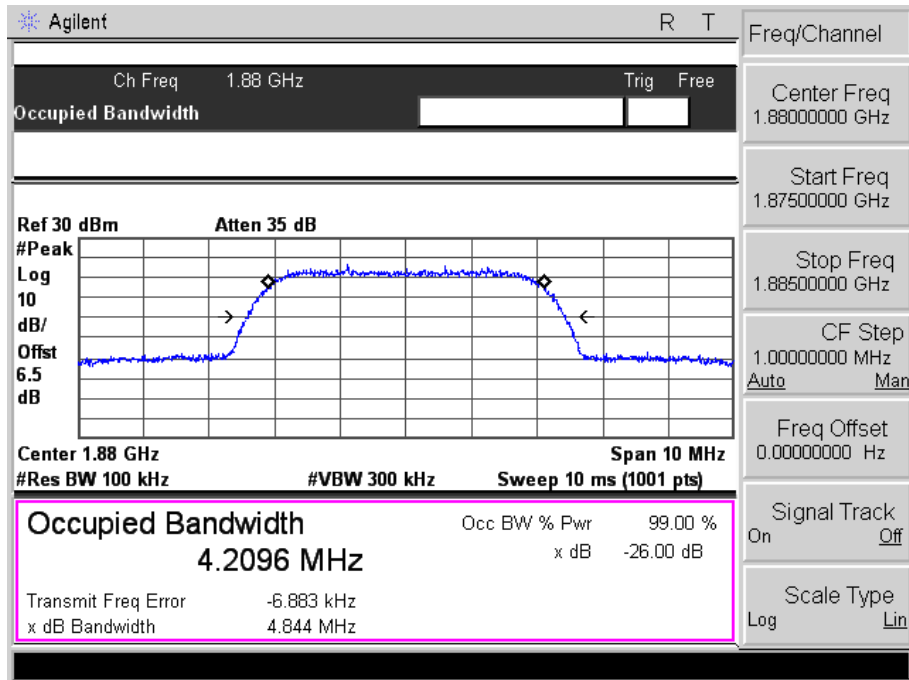 Agilent
R T
Freq/Channel
Ch Freq 1.88 GHz Trig Free
Occupied Bandwidth
Center Freq
1.88000000 GHz
Start Freq
1.87500000 GHz
Stop Freq
1.88500000 GHz
CF Step
1.00000000 MHz
Auto Man
Freq Offset
0.00000000 Hz
Signal Track
On Off
Scale Type
Log Lin
Ref 30 dBm Atten 35 dB
#Peak
Log
10
dB/
Offst
6.5
dB
Center 1.88 GHz Span 10 MHz
#Res BW 100 kHz #VBW 300 kHz Sweep 10 ms (1001 pts)
Occupied Bandwidth
4.2096 MHz
Occ BW % Pwr 99.00 %
x dB -26.00 dB
Transmit Freq Error -6.883 kHz
x dB Bandwidth 4.844 MHz